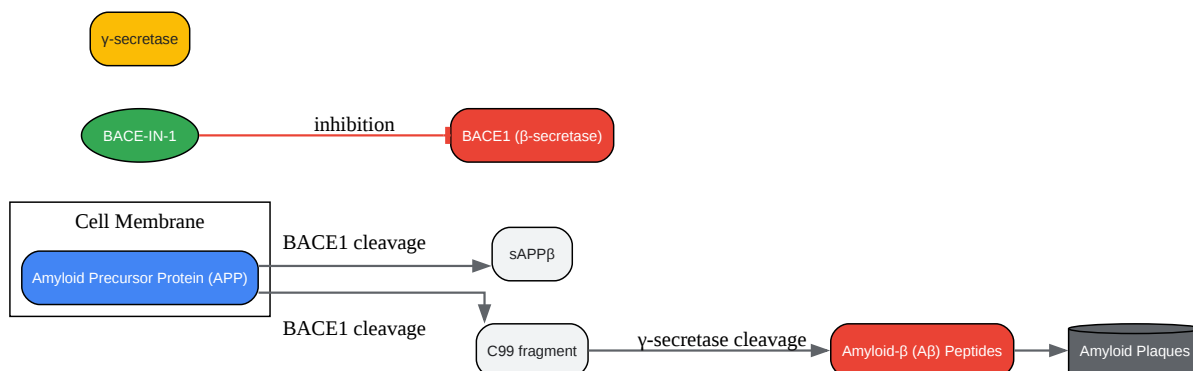 γ-secretase
BACE-IN-1
inhibition
BACE1 (β-secretase)
Cell Membrane
Amyloid Precursor Protein (APP)
BACE1 cleavage
sAPPβ
BACE1 cleavage
C99 fragment
γ-secretase cleavage
Amyloid-β (Aβ) Peptides
Amyloid Plaques